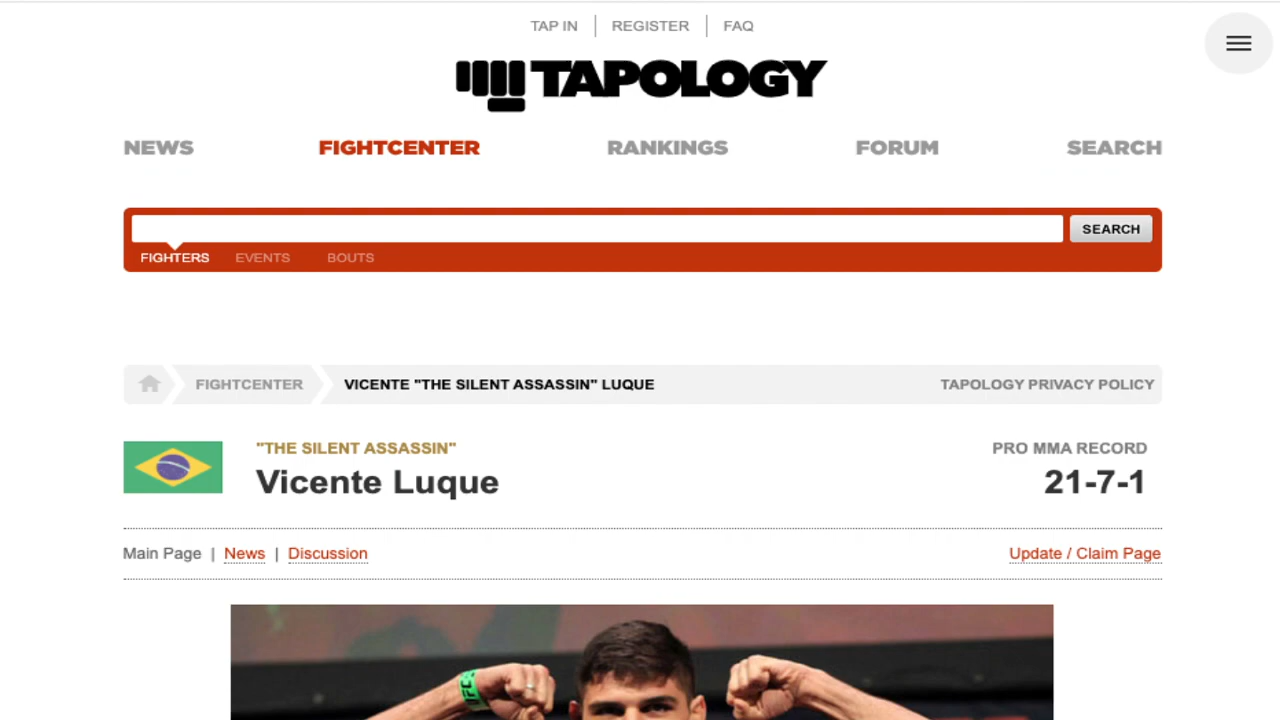 TAP IN | REGISTER | FAQ
TAPOLOGY
NEWS FIGHTCENTER RANKINGS FORUM SEARCH
SEARCH
FIGHTERS EVENTS BOUTS
FIGHTCENTER VICENTE "THE SILENT ASSASSIN" LUQUE TAPOLOGY PRIVACY POLICY
"THE SILENT ASSASSIN" PRO MMA RECORD
Vicente Luque 21-7-1
Main Page | News | Discussion Update / Claim Page
UFC